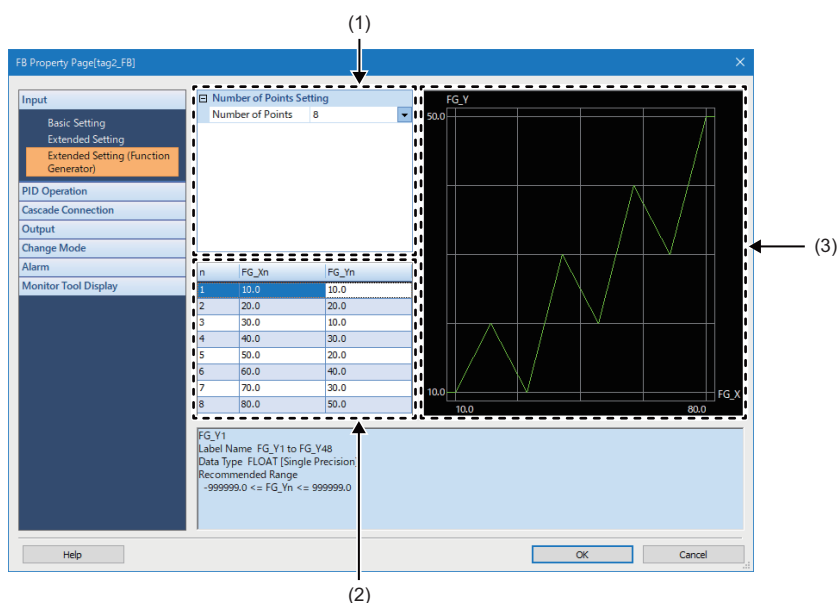 (1)
FB Property Page[tag2_FB]
Input
Basic Setting
Extended Setting
Extended Setting (Function
Generator)
PID Operation
Cascade Connection
Output
Change Mode
Alarm
Monitor Tool Display
Number of Points Setting
Number of Points 8
n FG_Xn FG_Yn
1 10.0 10.0
2 20.0 20.0
3 30.0 10.0
4 40.0 30.0
5 50.0 20.0
6 60.0 40.0
7 70.0 30.0
8 80.0 50.0
FG_Y
50.0
10.0
FG_X
10.0 80.0
(3)
FG_Y1
Label Name FG_Y1 to FG_Y48
Data Type FLOAT [Single Precision]
Recommended Range
-999999.0 <= FG_Yn <= 999999.0
Help OK Cancel
(2)